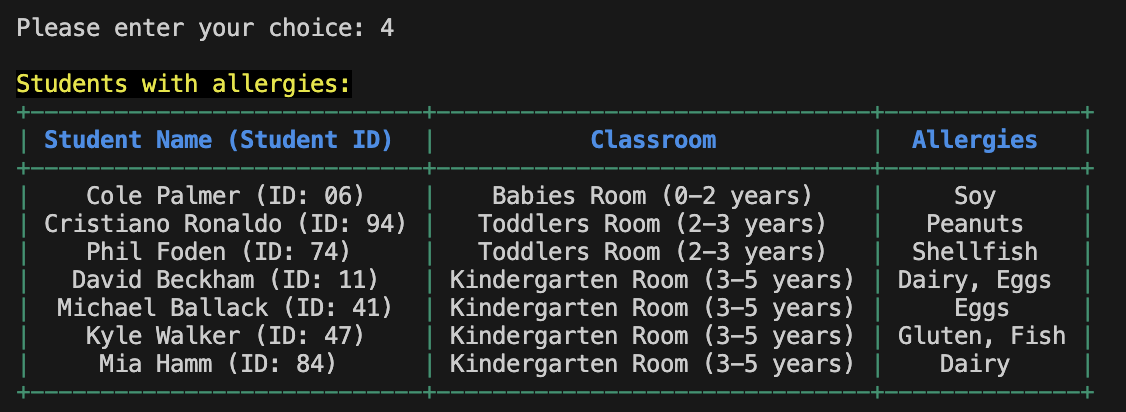 Please enter your choice: 4
Students with allergies:
+----------------------------+-------------------------------+--------------+
| Student Name (Student ID) | Classroom | Allergies |
+----------------------------+-------------------------------+--------------+
| Cole Palmer (ID: 06) | Babies Room (0-2 years) | Soy |
| Cristiano Ronaldo (ID: 94) | Toddlers Room (2-3 years) | Peanuts |
| Phil Foden (ID: 74) | Toddlers Room (2-3 years) | Shellfish |
| David Beckham (ID: 11) | Kindergarten Room (3-5 years) | Dairy, Eggs |
| Michael Ballack (ID: 41) | Kindergarten Room (3-5 years) | Eggs |
| Kyle Walker (ID: 47) | Kindergarten Room (3-5 years) | Gluten, Fish |
| Mia Hamm (ID: 84) | Kindergarten Room (3-5 years) | Dairy |
+----------------------------+-------------------------------+--------------+